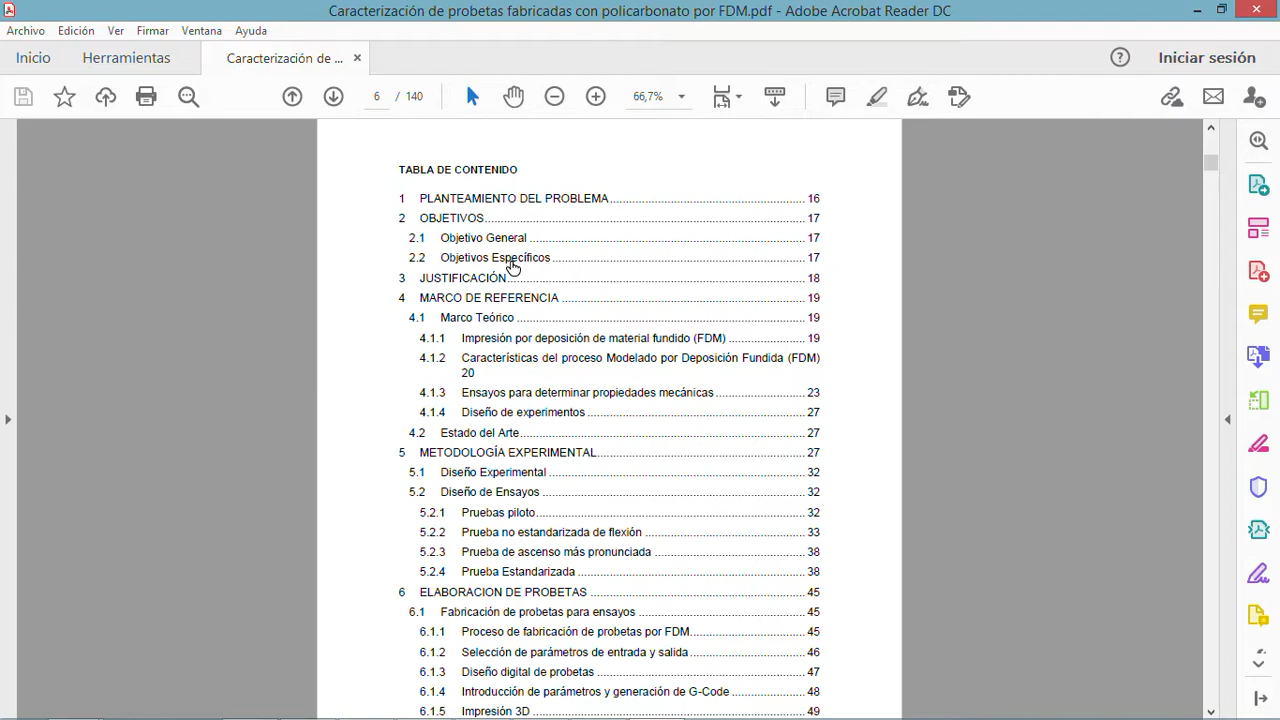 Caracterización de probetas fabricadas con policarbonato por FDM.pdf - Adobe Acrobat Reader DC
Archivo Edición Ver Firmar Ventana Ayuda
Inicio Herramientas Caracterización de ... × Iniciar sesión
6 / 140 66,7%
TABLA DE CONTENIDO
1 PLANTEAMIENTO DEL PROBLEMA 16
2 OBJETIVOS 17
2.1 Objetivo General 17
2.2 Objetivos Específicos 17
3 JUSTIFICACIÓN 18
4 MARCO DE REFERENCIA 19
4.1 Marco Teórico 19
4.1.1 Impresión por deposición de material fundido (FDM) 19
4.1.2 Características del proceso Modelado por Deposición Fundida (FDM)
20
4.1.3 Ensayos para determinar propiedades mecánicas 23
4.1.4 Diseño de experimentos 27
4.2 Estado del Arte 27
5 METODOLOGÍA EXPERIMENTAL 27
5.1 Diseño Experimental 32
5.2 Diseño de Ensayos 32
5.2.1 Pruebas piloto 32
5.2.2 Prueba no estandarizada de flexión 33
5.2.3 Prueba de ascenso más pronunciada 38
5.2.4 Prueba Estandarizada 38
6 ELABORACION DE PROBETAS 45
6.1 Fabricación de probetas para ensayos 45
6.1.1 Proceso de fabricación de probetas por FDM 45
6.1.2 Selección de parámetros de entrada y salida 46
6.1.3 Diseño digital de probetas 47
6.1.4 Introducción de parámetros y generación de G-Code 48
6.1.5 Impresión 3D 49